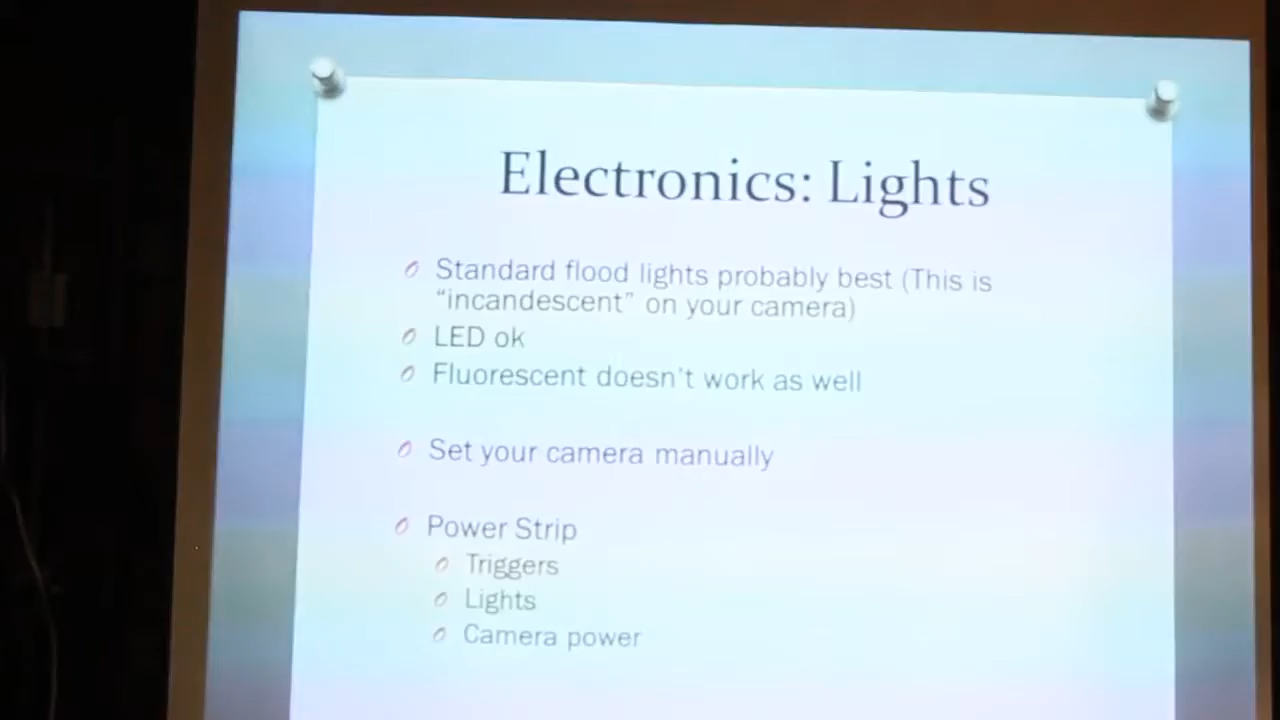 Electronics: Lights
Standard flood lights probably best (This is
“incandescent” on your camera)
LED ok
Fluorescent doesn't work as well
Set your camera manually
Power Strip
Triggers
Lights
Camera power